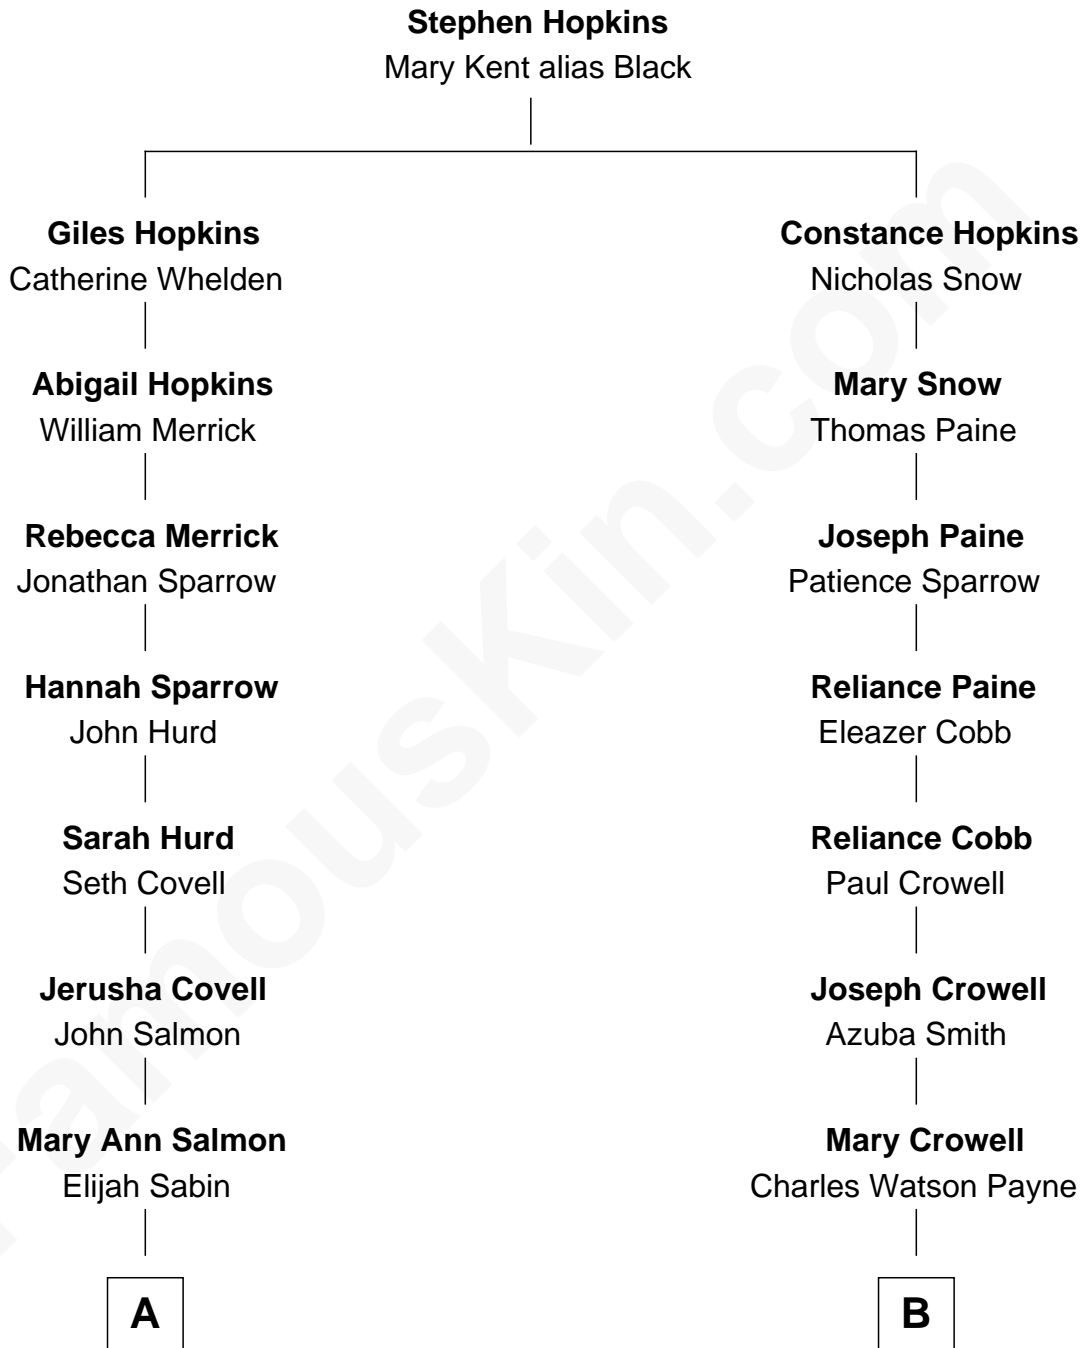 Stephen Hopkins
Mary Kent alias Black
Giles Hopkins
Catherine Whelden
Constance Hopkins
Nicholas Snow
Abigail Hopkins
William Merrick
Mary Snow
Thomas Paine
Rebecca Merrick
Jonathan Sparrow
Joseph Paine
Patience Sparrow
Hannah Sparrow
John Hurd
Reliance Paine
Eleazer Cobb
Sarah Hurd
Seth Covell
Reliance Cobb
Paul Crowell
Jerusha Covell
John Salmon
Joseph Crowell
Azuba Smith
Mary Ann Salmon
Elijah Sabin
Mary Crowell
Charles Watson Payne
A
B
FamousKin.com